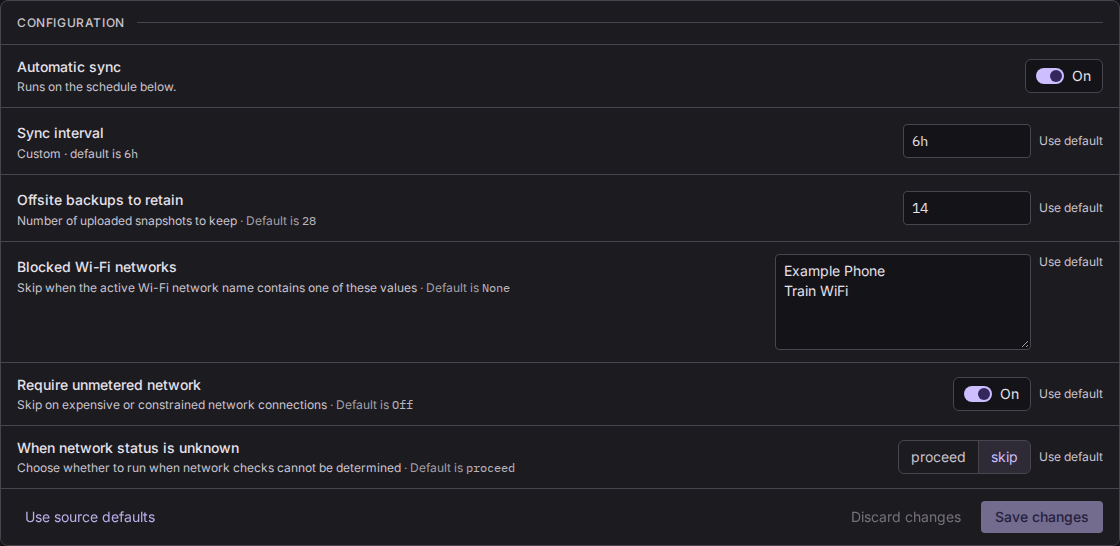 CONFIGURATION
Automatic sync
Runs on the schedule below.
On
Sync interval
Custom · default is 6h
6h
Use default
Offsite backups to retain
Number of uploaded snapshots to keep · Default is 28
14
Use default
Blocked Wi-Fi networks
Skip when the active Wi-Fi network name contains one of these values · Default is None
Example Phone
Train WiFi
Use default
Require unmetered network
Skip on expensive or constrained network connections · Default is Off
On
Use default
When network status is unknown
Choose whether to run when network checks cannot be determined · Default is proceed
proceed
skip
Use default
Use source defaults
Discard changes
Save changes